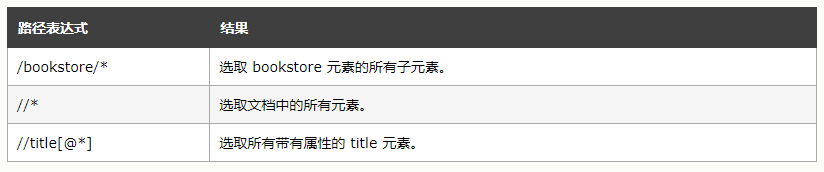 路径表达式 结果
/bookstore/* 选取 bookstore 元素的所有子元素。
//* 选取文档中的所有元素。
//title[@*] 选取所有带有属性的 title 元素。